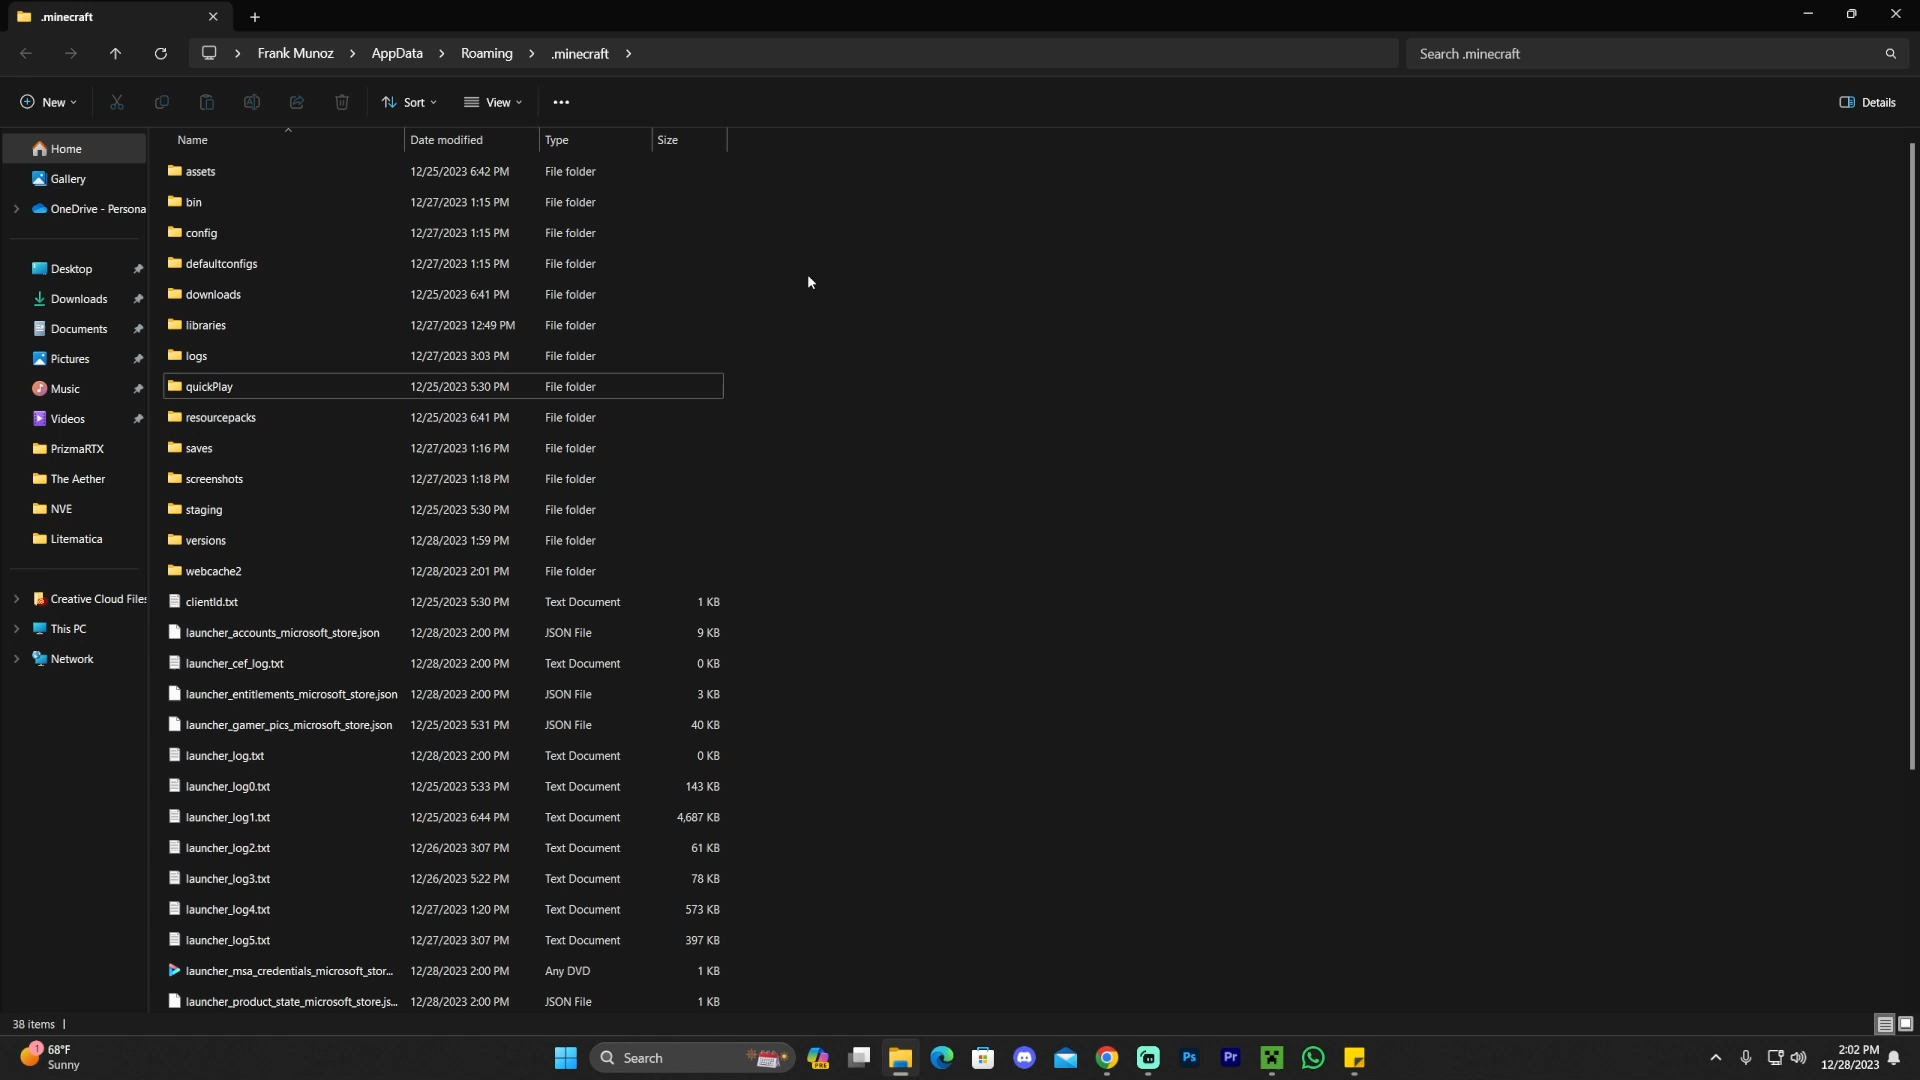 .minecraft
Frank Munoz > AppData > Roaming > .minecraft >
Search .minecraft
New
Sort
View
Details
Name Date modified Type Size
Home
Gallery
OneDrive - Persona
Desktop
Downloads
Documents
Pictures
Music
Videos
PrizmaRTX
The Aether
NVE
Litematica
Creative Cloud Files
This PC
Network
assets 12/25/2023 6:42 PM File folder
bin 12/27/2023 1:15 PM File folder
config 12/27/2023 1:15 PM File folder
defaultconfigs 12/27/2023 1:15 PM File folder
downloads 12/25/2023 6:41 PM File folder
libraries 12/27/2023 12:49 PM File folder
logs 12/27/2023 3:03 PM File folder
quickPlay 12/25/2023 5:30 PM File folder
resourcepacks 12/25/2023 6:41 PM File folder
saves 12/27/2023 1:16 PM File folder
screenshots 12/27/2023 1:18 PM File folder
staging 12/25/2023 5:30 PM File folder
versions 12/28/2023 1:59 PM File folder
webcache2 12/28/2023 2:01 PM File folder
clientId.txt 12/25/2023 5:30 PM Text Document 1 KB
launcher_accounts_microsoft_store.json 12/28/2023 2:00 PM JSON File 9 KB
launcher_cef_log.txt 12/28/2023 2:00 PM Text Document 0 KB
launcher_entitlements_microsoft_store.json 12/28/2023 2:00 PM JSON File 3 KB
launcher_gamer_pics_microsoft_store.json 12/25/2023 5:31 PM JSON File 40 KB
launcher_log.txt 12/28/2023 2:00 PM Text Document 0 KB
launcher_log0.txt 12/25/2023 5:33 PM Text Document 143 KB
launcher_log1.txt 12/25/2023 6:44 PM Text Document 4,687 KB
launcher_log2.txt 12/26/2023 3:07 PM Text Document 61 KB
launcher_log3.txt 12/26/2023 5:22 PM Text Document 78 KB
launcher_log4.txt 12/27/2023 1:20 PM Text Document 573 KB
launcher_log5.txt 12/27/2023 3:07 PM Text Document 397 KB
launcher_msa_credentials_microsoft_stor... 12/28/2023 2:00 PM Any DVD 1 KB
launcher_product_state_microsoft_store.js... 12/28/2023 2:00 PM JSON File 1 KB
38 items
1
68°F
Sunny
Search
PRE
Ps
Pr
2:02 PM
12/28/2023